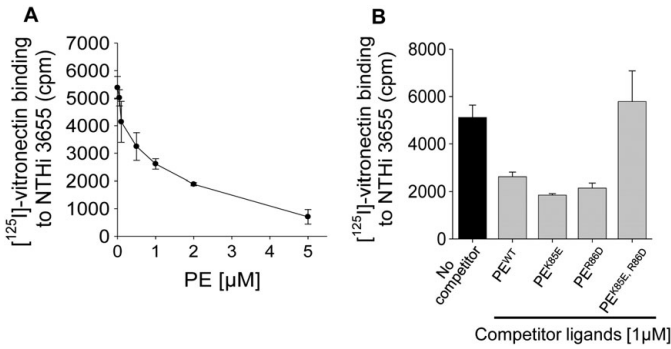 A
[¹²⁵I]-vitronectin binding
to NTHi 3655 (cpm)
7000
6000
5000
4000
3000
2000
1000
0
0
1
2
3
4
5
PE [µM]
B
[¹²⁵I]-vitronectin binding
to NTHi 3655 (cpm)
8000
6000
4000
2000
0
No
competitor
PEᵂᵀ
PEᴷ⁸⁵ᴱ
PEᴿ⁸⁶ᴰ
PEᴷ⁸⁵ᴱ, ᴿ⁸⁶ᴰ
Competitor ligands [1µM]